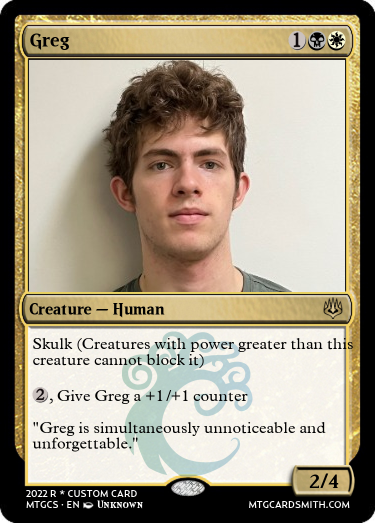 Greg 1
Creature — Human
Skulk (Creatures with power greater than this
creature cannot block it)
2, Give Greg a +1/+1 counter
"Greg is simultaneously unnoticeable and
unforgettable."
2/4
2022 R * CUSTOM CARD
MTGCS • EN Unknown
MTGCARDSMITH.COM